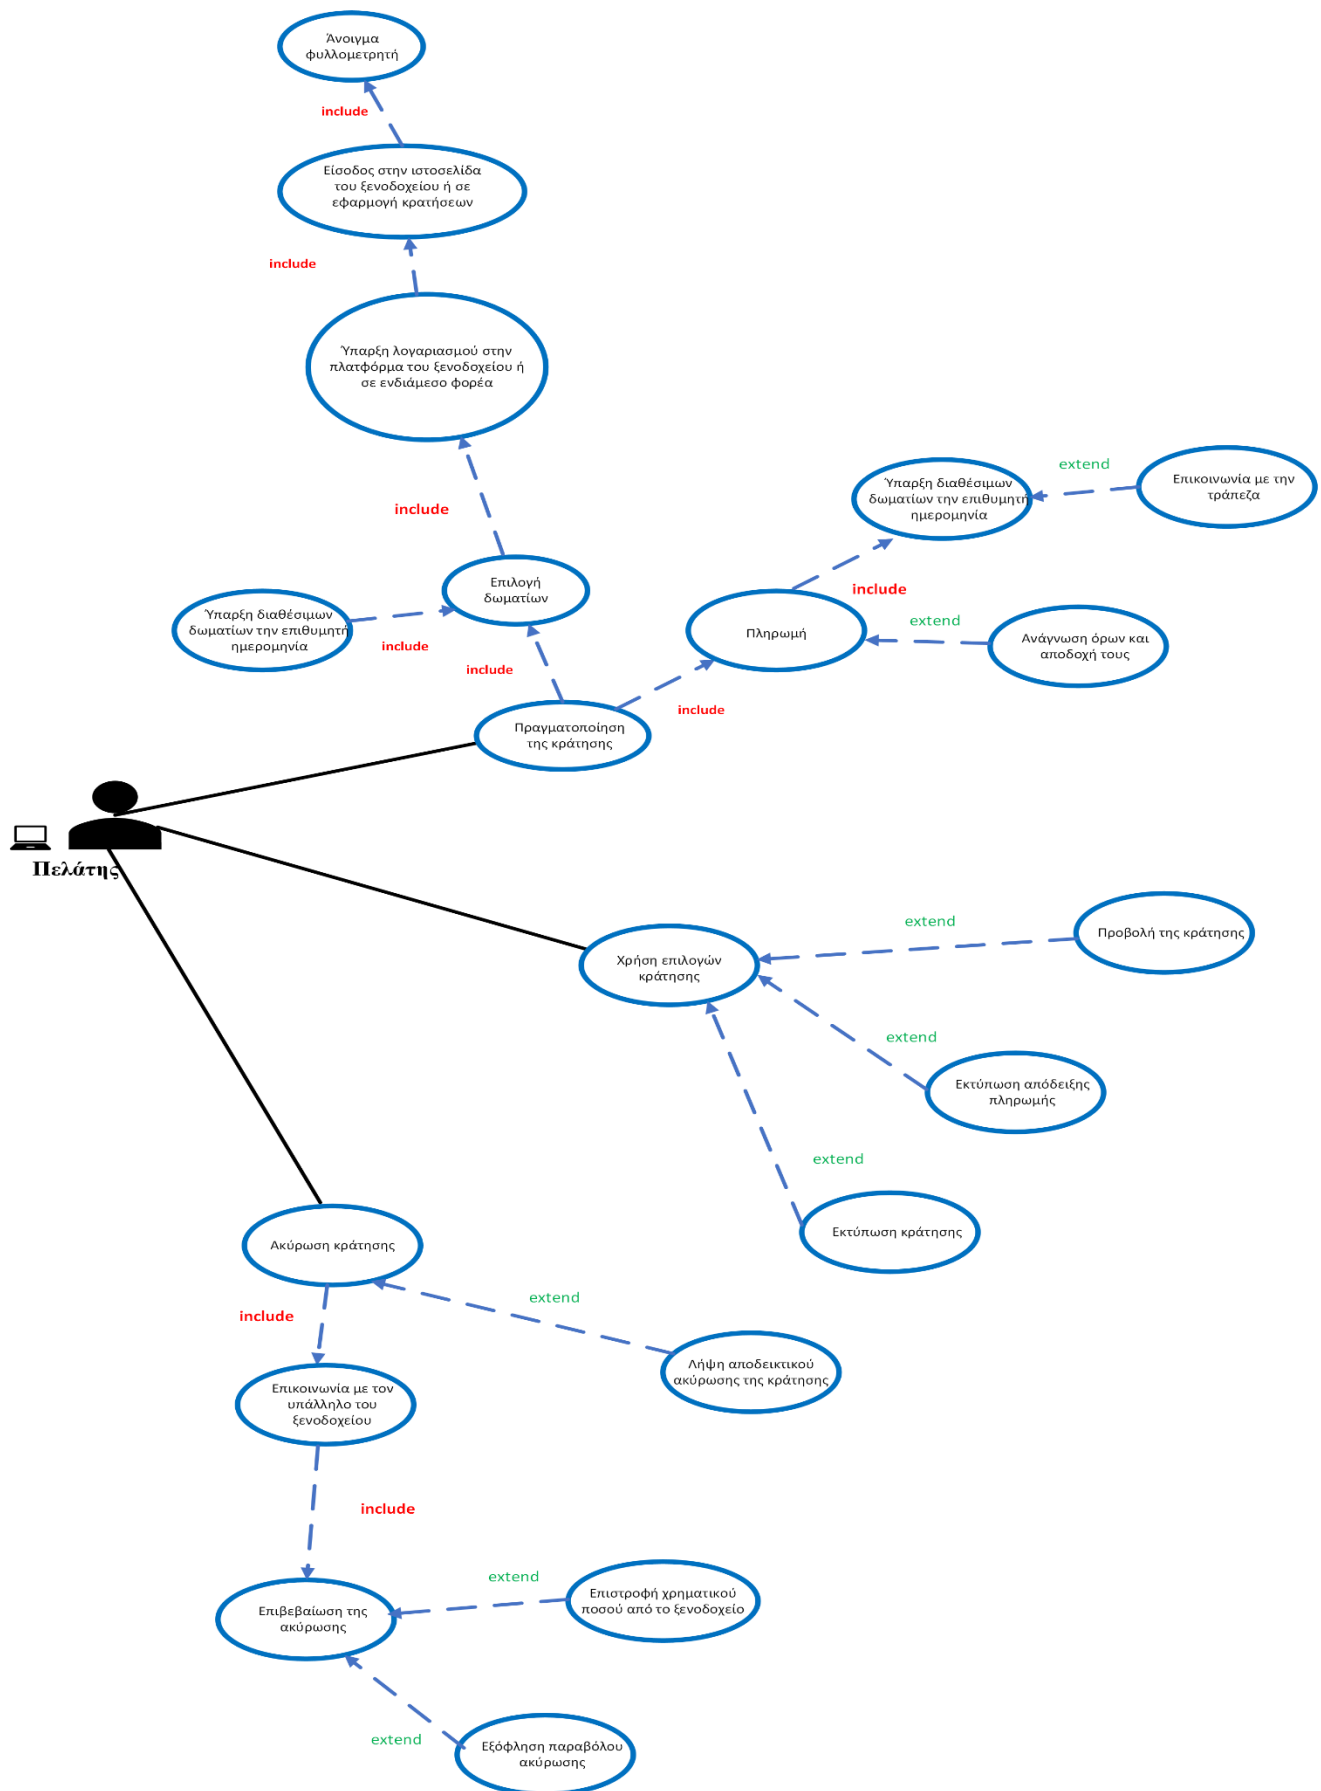 Άνοιγμα
φυλλομετρητή
include
Είσοδος στην ιστοσελίδα
του ξενοδοχείου ή σε
εφαρμογή κρατήσεων
include
Ύπαρξη λογαριασμού στην
πλατφόρμα του ξενοδοχείου ή
σε ενδιάμεσο φορέα
include
Ύπαρξη διαθέσιμων
δωματίων την επιθυμητή
ημερομηνία
extend
Επικοινωνία με την
τράπεζα
Επιλογή
δωματίων
include
Ύπαρξη διαθέσιμων
δωματίων την επιθυμητή
ημερομηνία
include
include
Πληρωμή
extend
Ανάγνωση όρων και
αποδοχή τους
include
Πραγματοποίηση
της κράτησης
Πελάτης
Χρήση επιλογών
κράτησης
extend
Προβολή της κράτησης
extend
Εκτύπωση απόδειξης
πληρωμής
extend
Εκτύπωση κράτησης
Ακύρωση κράτησης
include
extend
Λήψη αποδεικτικού
ακύρωσης της κράτησης
Επικοινωνία με τον
υπάλληλο του
ξενοδοχείου
include
Επιβεβαίωση της
ακύρωσης
extend
Επιστροφή χρηματικού
ποσού από το ξενοδοχείο
extend
Εξόφληση παραβόλου
ακύρωσης